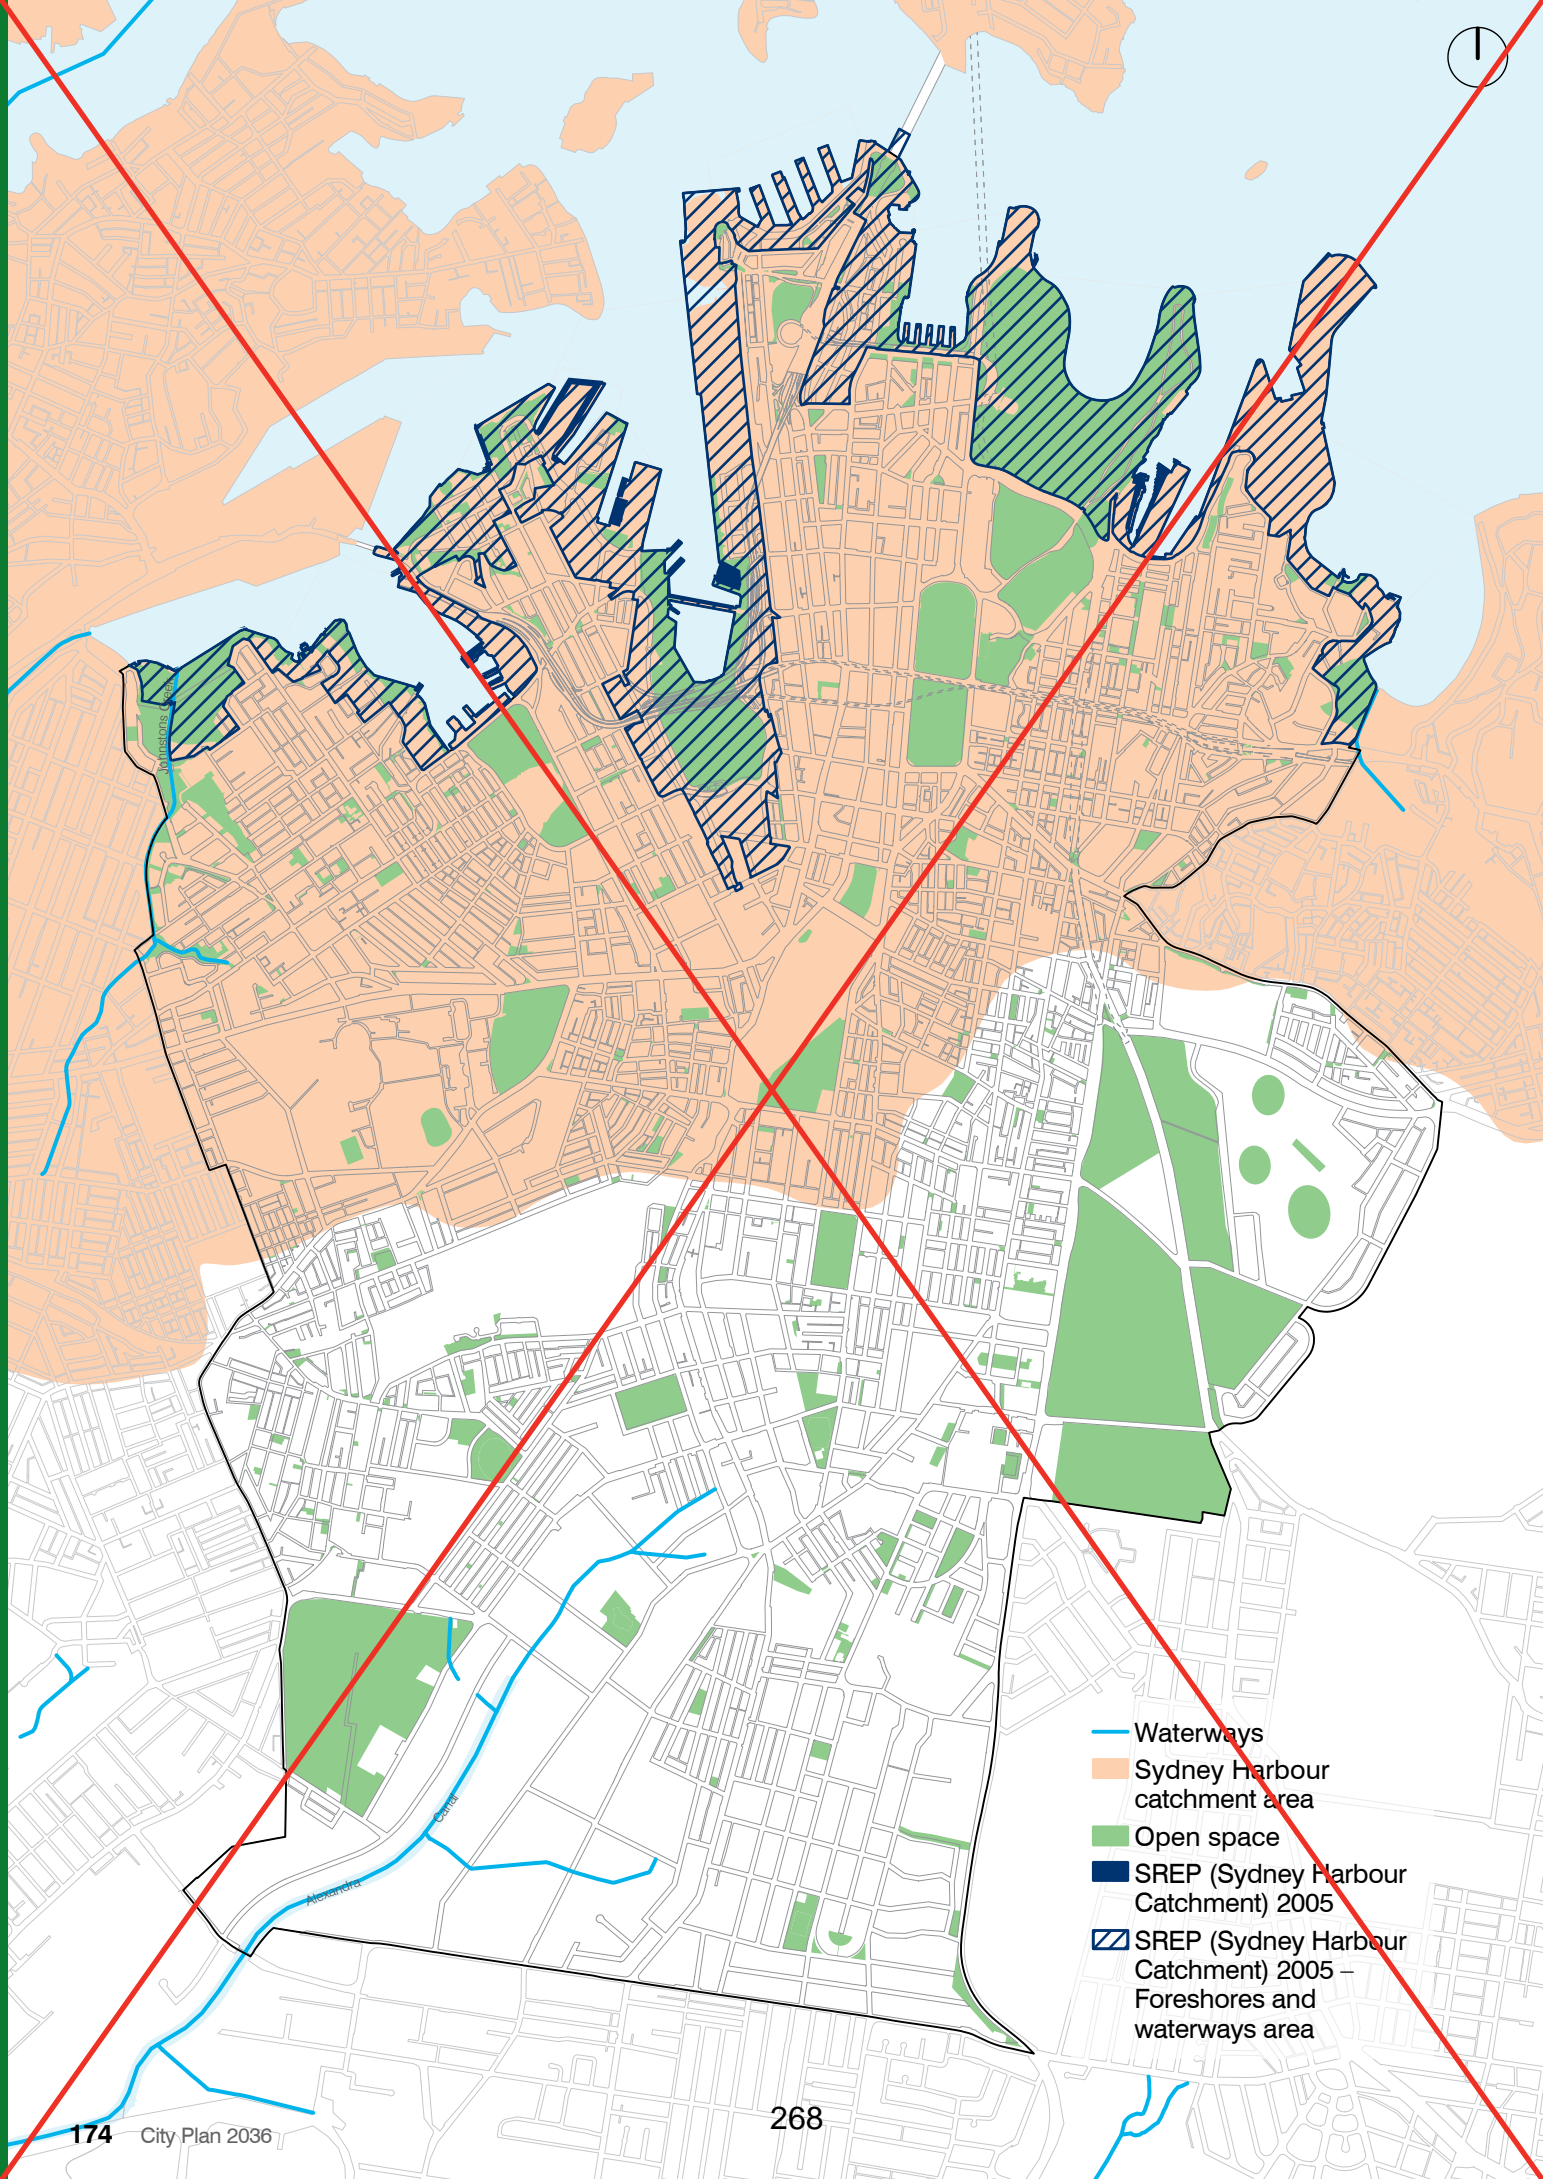 Johnstons Creek
Waterways
Sydney Harbour
catchment area
Open space
SREP (Sydney Harbour
Catchment) 2005
SREP (Sydney Harbour
Catchment) 2005 –
Foreshores and
waterways area
Canal
Alexandra
268
174 City Plan 2036